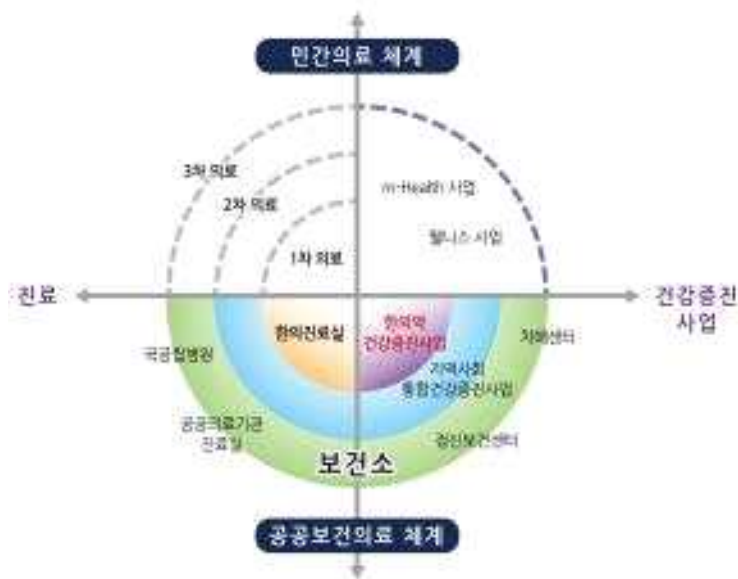 민간의료 체계
3차 의료
2차 의료
1차 의료
m-Health 사업
웰니스 사업
진료
건강증진
사업
한의진료실
한의약
건강증진사업
치매센터
국공립병원
지역사회
통합건강증진사업
공공의료기관
진료실
정신보건센터
보건소
공공보건의료 체계